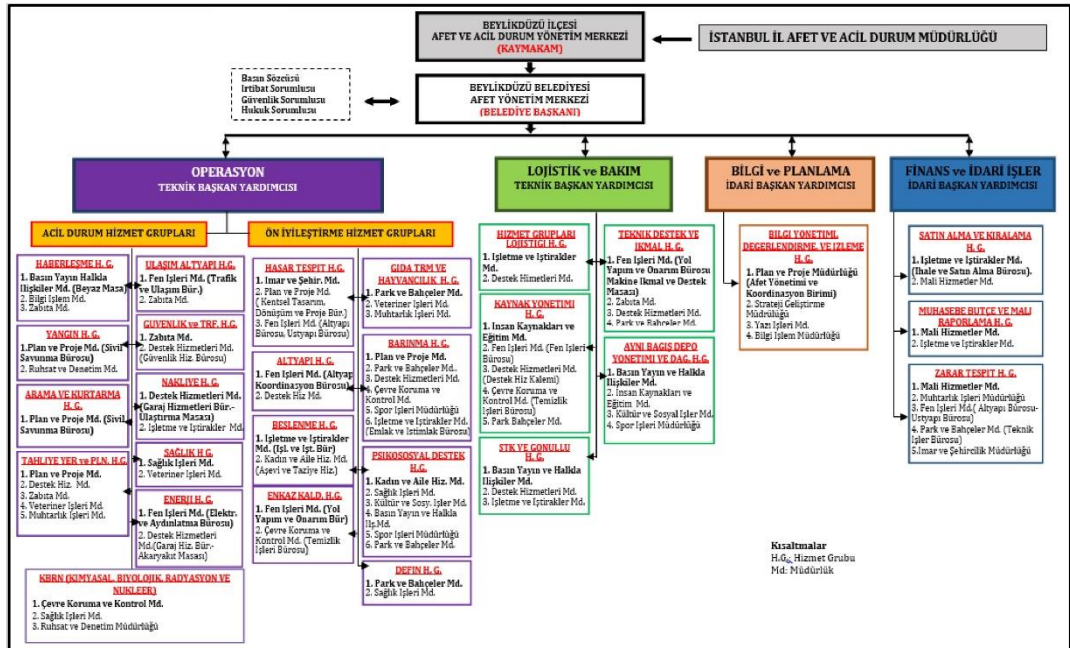 BEYLİKDÜZÜ İLÇESİ
AFET VE ACİL DURUM YÖNETİM MERKEZİ
(KAYMAKAM)
İSTANBUL İL AFET VE ACİL DURUM MÜDÜRLÜĞÜ
Basın Sözcüsü
İrtibat Sorumlusu
Güvenlik Sorumlusu
Hukuk Sorumlusu
BEYLİKDÜZÜ BELEDİYESİ
AFET YÖNETİM MERKEZİ
(BELEDİYE BAŞKANI)
OPERASYON
TEKNİK BAŞKAN YARDIMCISI
LOJİSTİK ve BAKIM
TEKNİK BAŞKAN YARDIMCISI
BİLGİ ve PLANLAMA
İDARİ BAŞKAN YARDIMCISI
FİNANS ve İDARİ İŞLER
İDARİ BAŞKAN YARDIMCISI
ACİL DURUM HİZMET GRUPLARI
HABERLEŞME H. G.
1. Basın Yayın Halkla
İlişkiler Md. (Beyaz Masa)
2. Bilgi İşlem Md.
3. Zabıta Md.
YANGIN H. G.
1.Plan ve Proje Md. (Sivil
Savunma Bürosu)
2. Ruhsat ve Denetim Md.
ARAMA VE KURTARMA
H. G.
1. Plan ve Proje Md. (Sivil
Savunma Bürosu)
TAHLİYE YER ve PLN. H.G.
1. Plan ve Proje Md.
2. Destek Hiz. Md.
3. Zabıta Md.
4. Veteriner İşleri Md.
5. Muhtarlık İşleri Md.
ULAŞIM ALTYAPI H.G.
1. Fen İşleri Md. (Trafik
ve Ulaşım Bür.)
2. Zabıta Md.
GÜVENLİK ve TRF. H.G.
1. Zabıta Md.
2. Destek Hizmetleri Md.
(Güvenlik Hiz. Bürosu)
NAKLİYE H. G.
1. Destek Hizmetleri Md.
(Garaj Hizmetleri Bür.-
Ulaştırma Masası)
2. İşletme ve İştirakler Md.
SAĞLIK H G.
1. Sağlık İşleri Md.
2. Veteriner İşleri Md.
ENERJİ H. G.
1. Fen İşleri Md. (Elektr.
ve Aydınlatma Bürosu)
2. Destek Hizmetleri
Md.(Garaj Hiz. Bür.-
Akaryakıt Masası)
KBRN (KİMYASAL, BİYOLOJİK, RADYASYON VE
NÜKLEER)
1. Çevre Koruma ve Kontrol Md.
2. Sağlık İşleri Md.
3. Ruhsat ve Denetim Müdürlüğü
ÖN İYİLEŞTİRME HİZMET GRUPLARI
HASAR TESPİT H.G.
1. İmar ve Şehir. Md.
2. Plan ve Proje Md.
( Kentsel Tasarım,
Dönüşüm ve Proje Bür.)
3. Fen İşleri Md. (Altyapı
Bürosu, Üstyapı Bürosu)
ALTYAPI H. G.
1. Fen İşleri Md. (Altyapı
Koordinasyon Bürosu)
2. Destek Hiz Md.
BESLENME H. G.
1. İşletme ve İştirakler
Md. (İşl. ve İşt. Bür)
2. Kadın ve Aile Hiz. Md.
(Aşevi ve Taziye Hiz.)
ENKAZ KALD. H.G.
1. Fen İşleri Md. (Yol
Yapım ve Onarım Bür)
2. Çevre Koruma ve
Kontrol Md. (Temizlik
İşleri Bürosu)
GIDA TRM VE
HAYVANCILIK H. G.
1. Park ve Bahçeler Md.
2. Veteriner İşleri Md.
3. Muhtarlık İşleri Md.
BARINMA H. G.
1. Plan ve Proje Md.
2. Park ve Bahçeler Md.
3. Destek Hizmetleri Md.
4. Çevre Koruma ve
Kontrol Md.
5. Spor İşleri Müdürlüğü
6. İşletme ve İştirakler Md.
(Emlak ve İstimlak Bürosu)
PSİKOSOSYAL DESTEK
H.G.
1. Kadın ve Aile Hiz. Md.
2. Sağlık İşleri Md.
3. Kültür ve Sosy. İşler Md.
4. Basın Yayın ve Halkla
İlş.Md.
5. Spor İşleri Müdürlüğü
6. Park ve Bahçeler Md.
DEFİN H. G.
1. Park ve Bahçeler Md.
2. Sağlık İşleri Md.
HİZMET GRUPLARI
LOJİSTİĞİ H. G.
1. İşletme ve İştirakler
Md.
2. Destek Himetleri Md.
KAYNAK YÖNETİMİ
H. G.
1. İnsan Kaynakları ve
Eğitim Md.
2. Fen İşleri Md. (Fen İşleri
Bürosu)
3. Destek Hizmetleri Md.
(Destek Hiz Kalemi)
4. Çevre Koruma ve
Kontrol Md. (Temizlik
İşleri Bürosu)
5. Park Bahçeler Md.
STK VE GÖNÜLLÜ
H. G.
1. Basın Yayın ve Halkla
İlişkiler Md.
2. Destek Hizmetleri Md.
3. İşletme ve İştirakler Md.
TEKNİK DESTEK VE
İKMAL H. G.
1. Fen İşleri Md. (Yol
Yapım ve Onarım Bürosu
Makine İkmal ve Destek
Masası)
2. Zabıta Md.
3. Destek Hizmetleri Md.
4. Park ve Bahçeler Md.
AYNİ BAĞIŞ DEPO
YÖNETİMİ VE DAĞ. H.G.
1. Basın Yayın ve Halkla
İlişkiler Md.
2. İnsan Kaynakları ve
Eğitim Md.
3. Kültür ve Sosyal İşler Md.
4. Spor İşleri Müdürlüğü
BİLGİ YÖNETİMİ,
DEĞERLENDİRME. VE İZLEME
H. G.
1. Plan ve Proje Müdürlüğü
(Afet Yönetimi ve
Koordinasyon Birimi)
2. Strateji Geliştirme
Müdrülüğü
3. Yazı İşleri Md.
4. Bilgi İşlem Müdürlüğü
SATIN ALMA VE KİRALAMA
H. G.
1. İşletme ve İştirakler Md.
(İhale ve Satın Alma Bürosu).
2. Mali Hizmetler Md.
MUHASEBE BÜTÇE VE MALİ
RAPORLAMA H. G.
1. Mali Hizmetler Md.
2. İşletme ve İştirakler Md.
ZARAR TESPİT H. G.
1. Mali Hizmetler Md.
2. Muhtarlık İşleri Müdürlüğü
3. Fen İşleri Md.( Altyapı Bürosu-
Üstyapı Bürosu)
4. Park ve Bahçeler Md. (Teknik
İşler Bürosu)
5.İmar ve Şehircilik Müdürlüğü
Kısaltmalar
H.G.: Hizmet Grubu
Md: Müdürlük